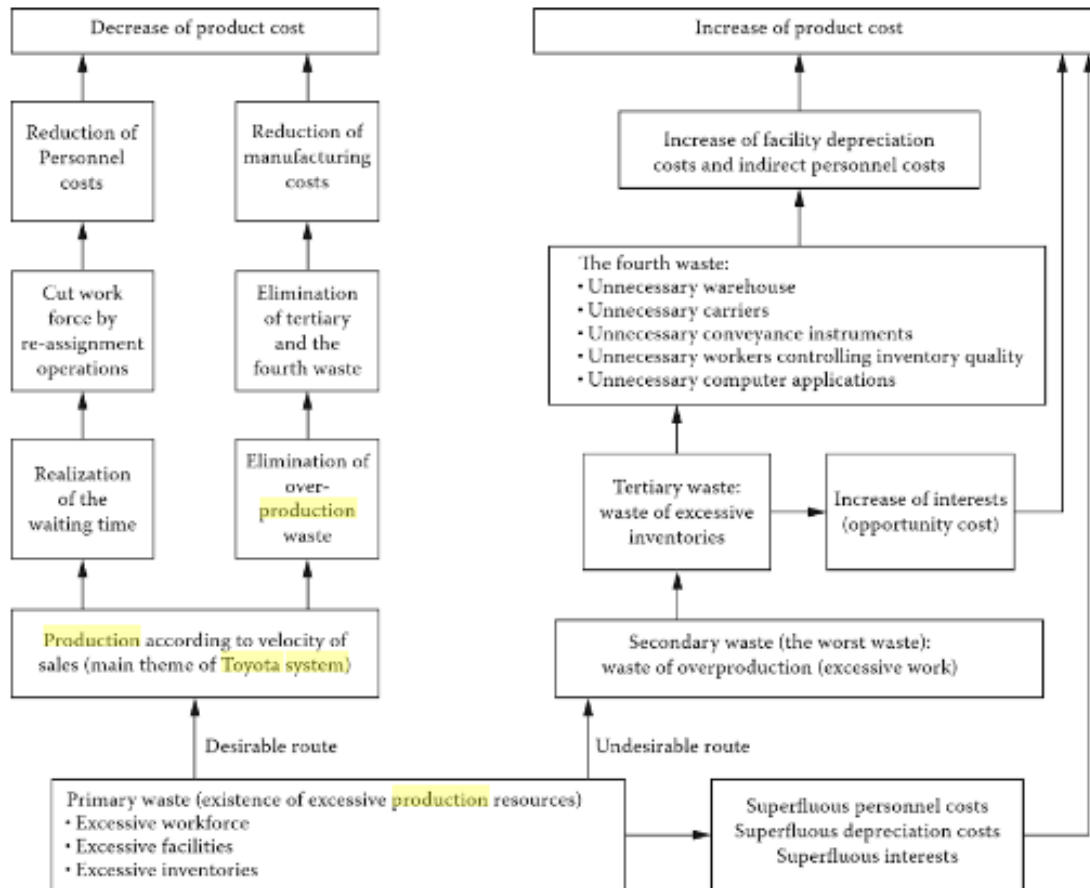 Decrease of product cost
Increase of product cost
Reduction of
Personnel
costs
Reduction of
manufacturing
costs
Increase of facility depreciation
costs and indirect personnel costs
Cut work
force by
re-assignment
operations
Elimination
of tertiary
and the
fourth waste
The fourth waste:
• Unnecessary warehouse
• Unnecessary carriers
• Unnecessary conveyance instruments
• Unnecessary workers controlling inventory quality
• Unnecessary computer applications
Realization
of the
waiting time
Elimination of
over-
production
waste
Tertiary waste:
waste of excessive
inventories
Increase of interests
(opportunity cost)
Production according to velocity of
sales (main theme of Toyota system)
Secondary waste (the worst waste):
waste of overproduction (excessive work)
Desirable route
Undesirable route
Primary waste (existence of excessive production resources)
• Excessive workforce
• Excessive facilities
• Excessive inventories
Superfluous personnel costs
Superfluous depreciation costs
Superfluous interests